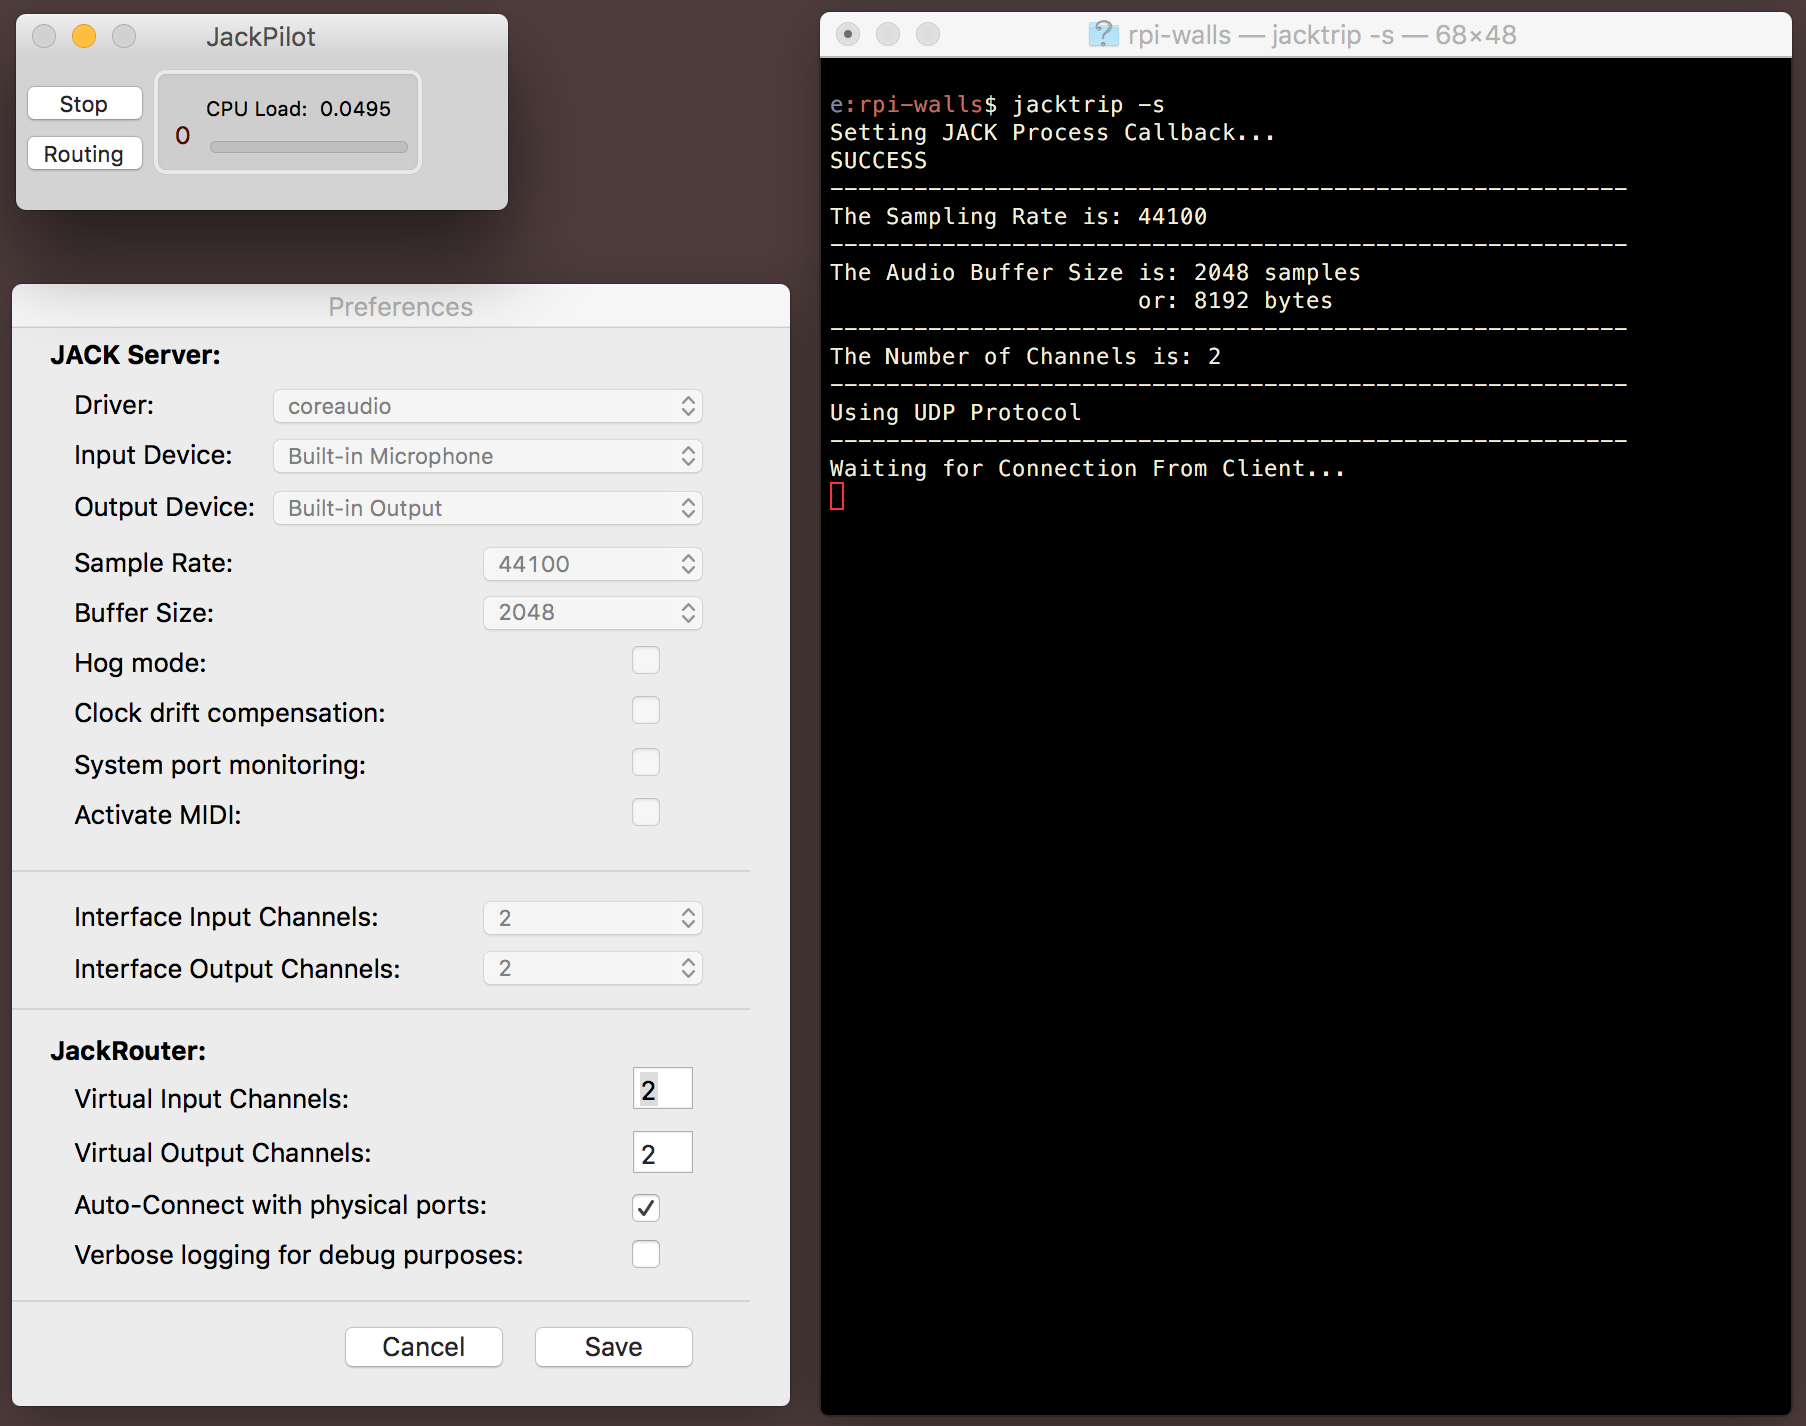 JackPilot
Stop
Routing
CPU Load: 0.0495
0
Preferences
JACK Server:
Driver: coreaudio
Input Device: Built-in Microphone
Output Device: Built-in Output
Sample Rate: 44100
Buffer Size: 2048
Hog mode:
Clock drift compensation:
System port monitoring:
Activate MIDI:
Interface Input Channels: 2
Interface Output Channels: 2
JackRouter:
Virtual Input Channels: 2
Virtual Output Channels: 2
Auto-Connect with physical ports:
Verbose logging for debug purposes:
Cancel Save
rpi-walls — jacktrip -s — 68×48
e:rpi-walls$ jacktrip -s
Setting JACK Process Callback...
SUCCESS
---------------------------------------------------------
The Sampling Rate is: 44100
---------------------------------------------------------
The Audio Buffer Size is: 2048 samples
or: 8192 bytes
---------------------------------------------------------
The Number of Channels is: 2
---------------------------------------------------------
Using UDP Protocol
---------------------------------------------------------
Waiting for Connection From Client...